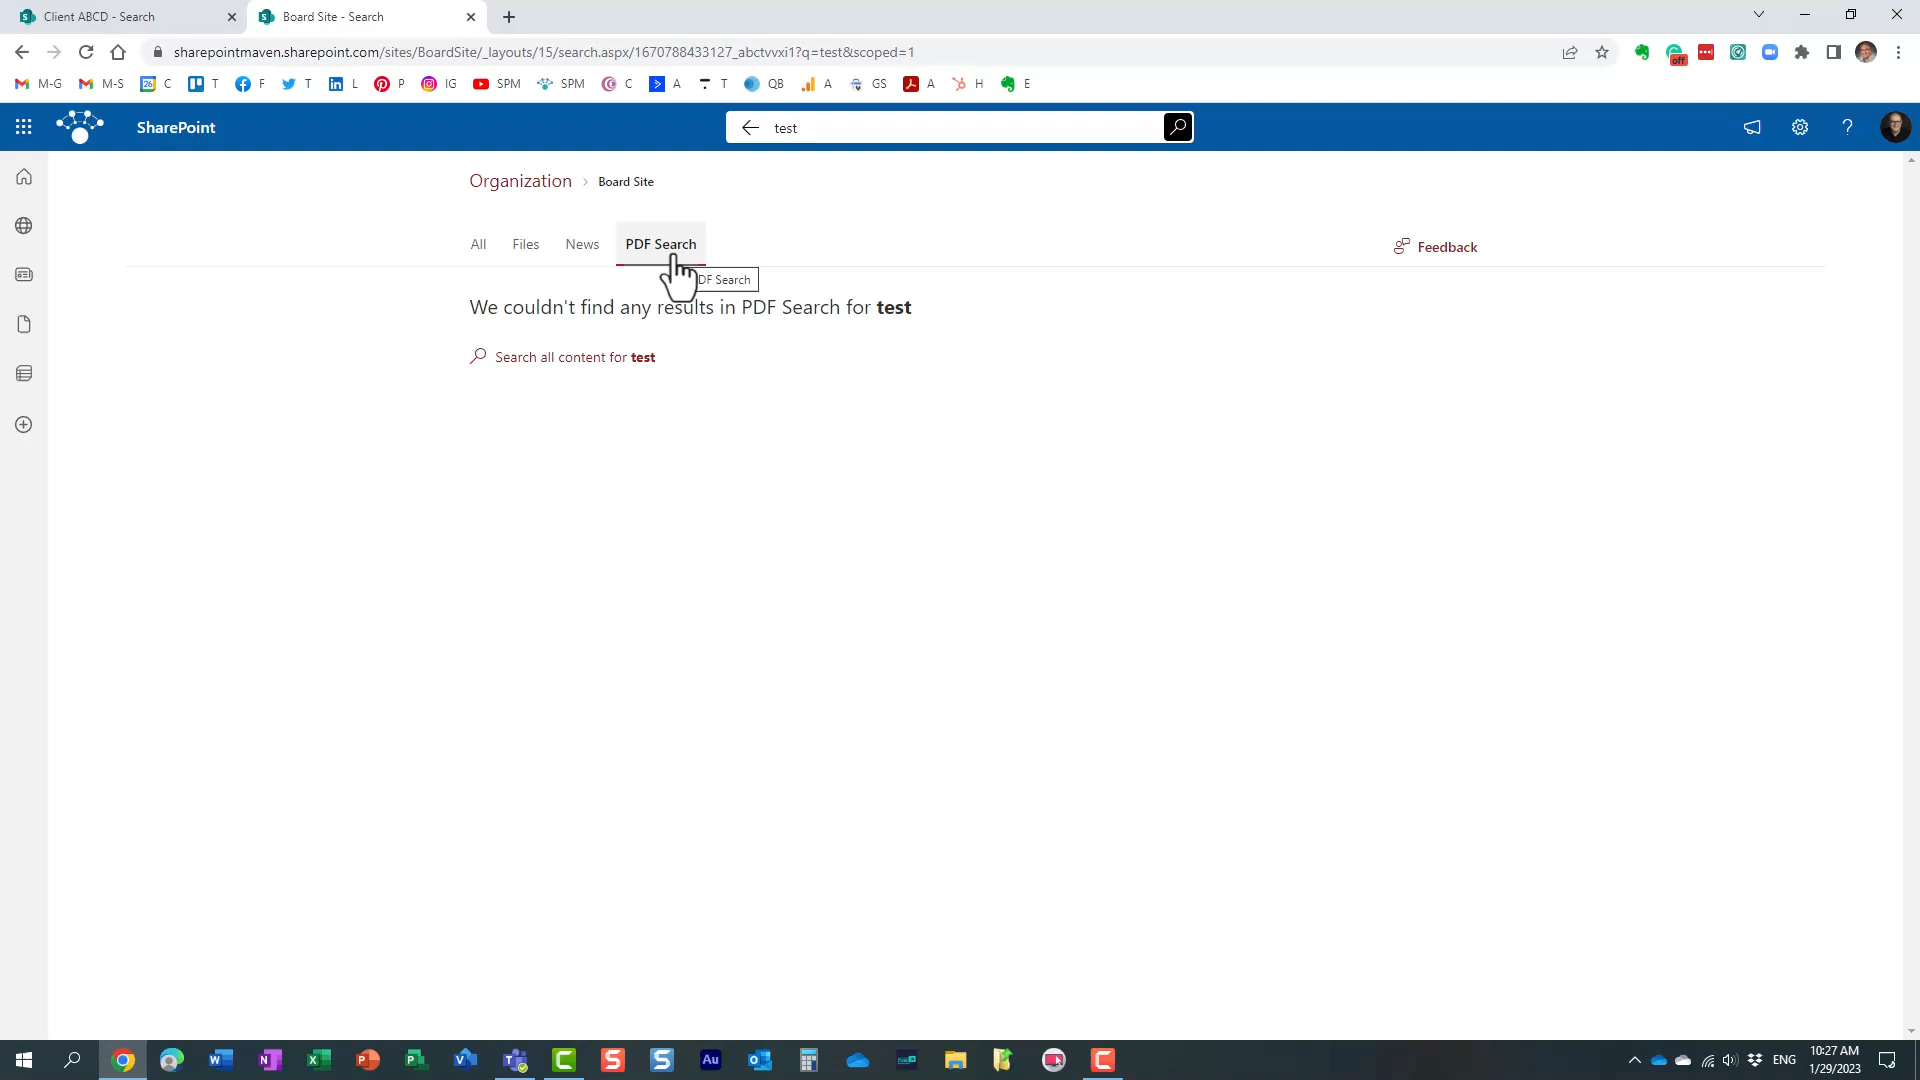 Client ABCD - Search
Board Site - Search
sharepointmaven.sharepoint.com/sites/BoardSite/_layouts/15/search.aspx/1670788433127_abctvvxi1?q=test&scoped=1
off
M-G M-S 26 C T F T L P IG SPM SPM C A T QB A GS A H E
SharePoint
test
Organization > Board Site
All Files News PDF Search
Feedback
DF Search
We couldn't find any results in PDF Search for test
Search all content for test
Au
ENG
10:27 AM
1/29/2023